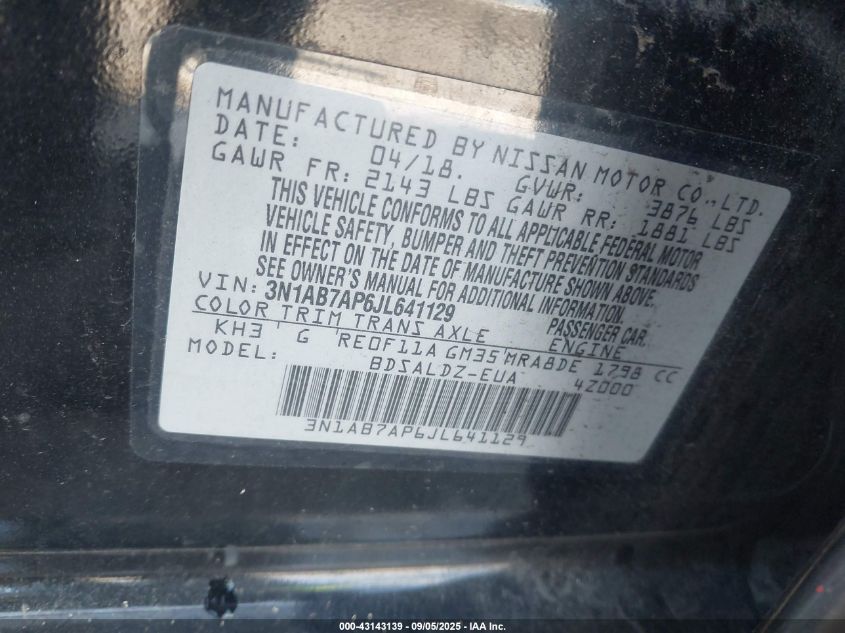 MANUFACTURED BY NISSAN MOTOR CO., LTD.
DATE: 04/18. GVWR: 3876 LBS
GAWR FR: 2143 LBS GAWR RR: 1881 LBS
THIS VEHICLE CONFORMS TO ALL APPLICABLE FEDERAL MOTOR
VEHICLE SAFETY, BUMPER AND THEFT PREVENTION STANDARDS
IN EFFECT ON THE DATE OF MANUFACTURE SHOWN ABOVE.
SEE OWNER'S MANUAL FOR ADDITIONAL INFORMATION.
VIN: 3N1AB7AP6JL641129 PASSENGER CAR.
COLOR TRIM TRANS AXLE ENGINE
KH3 G RE0F11A GM35 MRA8DE 1798 CC
MODEL: BDSALDZ-EUA 4Z000
3N1AB7AP6JL641129
000-43143139 - 09/05/2025 - IAA Inc.